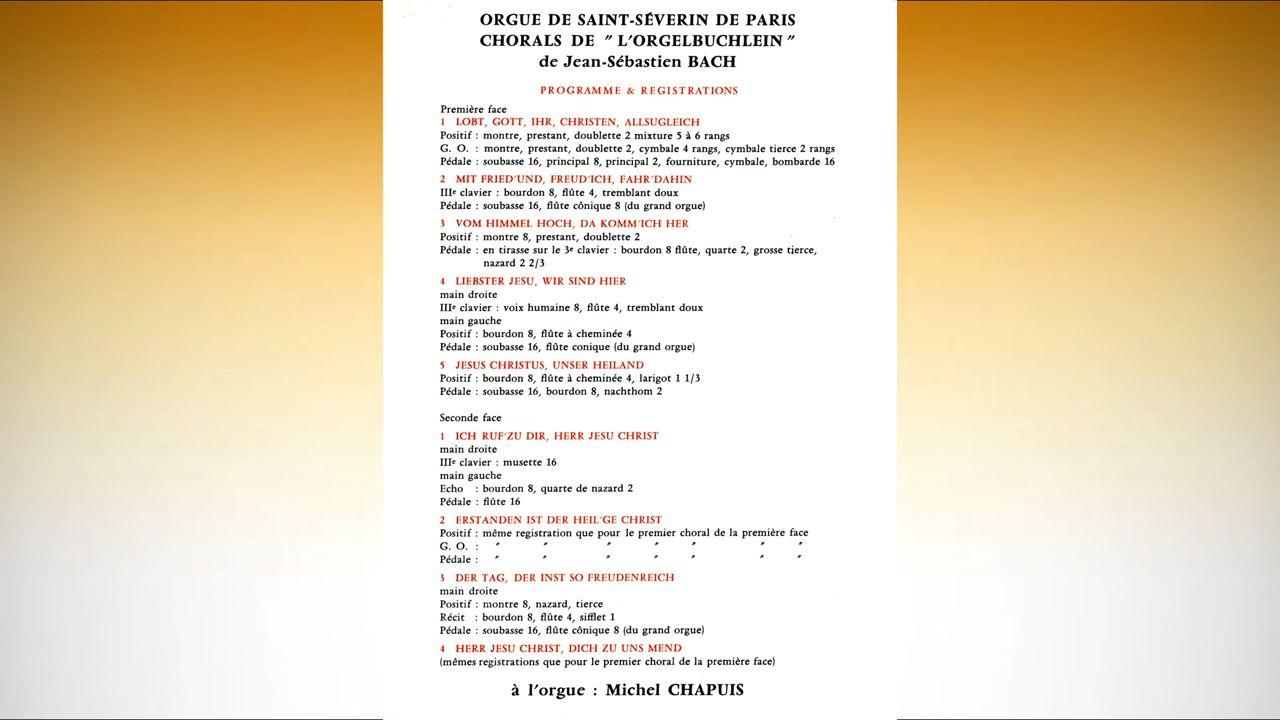 ORGUE DE SAINT-SÉVERIN DE PARIS
CHORALS DE " L'ORGELBUCHLEIN "
de Jean-Sébastien BACH
PROGRAMME & REGISTRATIONS
Première face
1 LOBT, GOTT, IHR, CHRISTEN, ALLSUGLEICH
Positif : montre, prestant, doublette 2 mixture 5 à 6 rangs
G. O. : montre, prestant, doublette 2, cymbale 4 rangs, cymbale tierce 2 rangs
Pédale : soubasse 16, principal 8, principal 2, fourniture, cymbale, bombarde 16
2 MIT FRIED'UND, FREUD'ICH, FAHR'DAHIN
IIIe clavier : bourdon 8, flûte 4, tremblant doux
Pédale : soubasse 16, flûte cônique 8 (du grand orgue)
3 VOM HIMMEL HOCH, DA KOMM'ICH HER
Positif : montre 8, prestant, doublette 2
Pédale : en tirasse sur le 3e clavier : bourdon 8 flûte, quarte 2, grosse tierce,
nazard 2 2/3
4 LIEBSTER JESU, WIR SIND HIER
main droite
IIIe clavier : voix humaine 8, flûte 4, tremblant doux
main gauche
Positif : bourdon 8, flûte à cheminée 4
Pédale : soubasse 16, flûte conique (du grand orgue)
5 JESUS CHRISTUS, UNSER HEILAND
Positif : bourdon 8, flûte à cheminée 4, larigot 1 1/3
Pédale : soubasse 16, bourdon 8, nachthom 2
Seconde face
1 ICH RUF'ZU DIR, HERR JESU CHRIST
main droite
IIIe clavier : musette 16
main gauche
Echo : bourdon 8, quarte de nazard 2
Pédale : flûte 16
2 ERSTANDEN IST DER HEIL'GE CHRIST
Positif : même registration que pour le premier choral de la première face
G. O. : " " " " " " "
Pédale : " " " " " " "
3 DER TAG, DER INST SO FREUDENREICH
main droite
Positif : montre 8, nazard, tierce
Récit : bourdon 8, flûte 4, sifflet 1
Pédale : soubasse 16, flûte cônique 8 (du grand orgue)
4 HERR JESU CHRIST, DICH ZU UNS MEND
(mêmes registrations que pour le premier choral de la première face)
à l'orgue : Michel CHAPUIS